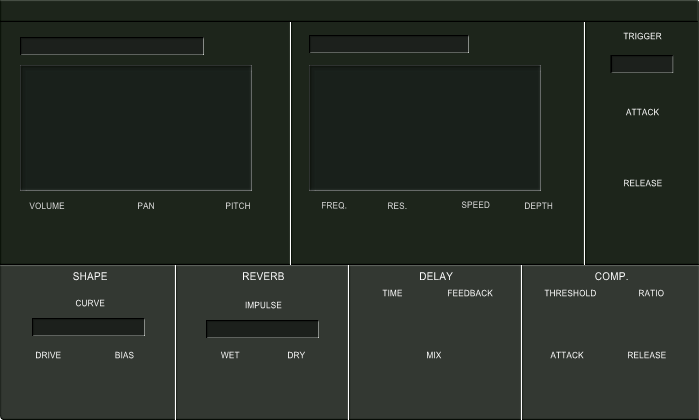 TRIGGER
ATTACK
RELEASE
VOLUME PAN PITCH FREQ. RES. SPEED DEPTH
SHAPE REVERB DELAY COMP.
TIME FEEDBACK THRESHOLD RATIO
CURVE IMPULSE
DRIVE BIAS WET DRY MIX ATTACK RELEASE